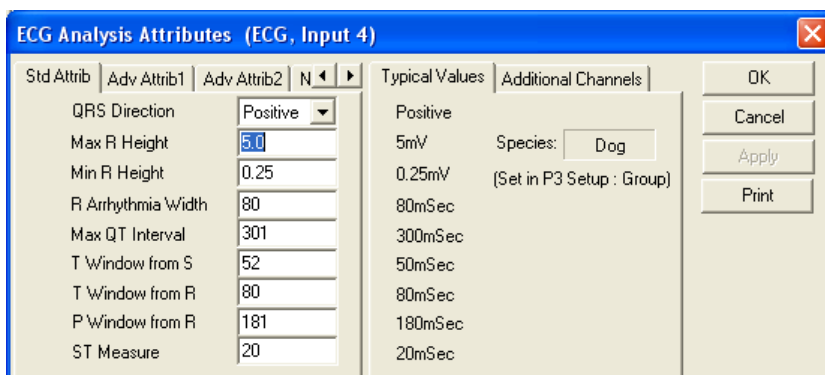 ECG Analysis Attributes (ECG, Input 4)
Std Attrib Adv Attrib1 Adv Attrib2 N
QRS Direction Positive
Max R Height 5.0
Min R Height 0.25
R Arrhythmia Width 80
Max QT Interval 301
T Window from S 52
T Window from R 80
P Window from R 181
ST Measure 20
Typical Values Additional Channels
Positive
5mV
0.25mV
80mSec
300mSec
50mSec
80mSec
180mSec
20mSec
Species: Dog
(Set in P3 Setup : Group)
OK
Cancel
Apply
Print